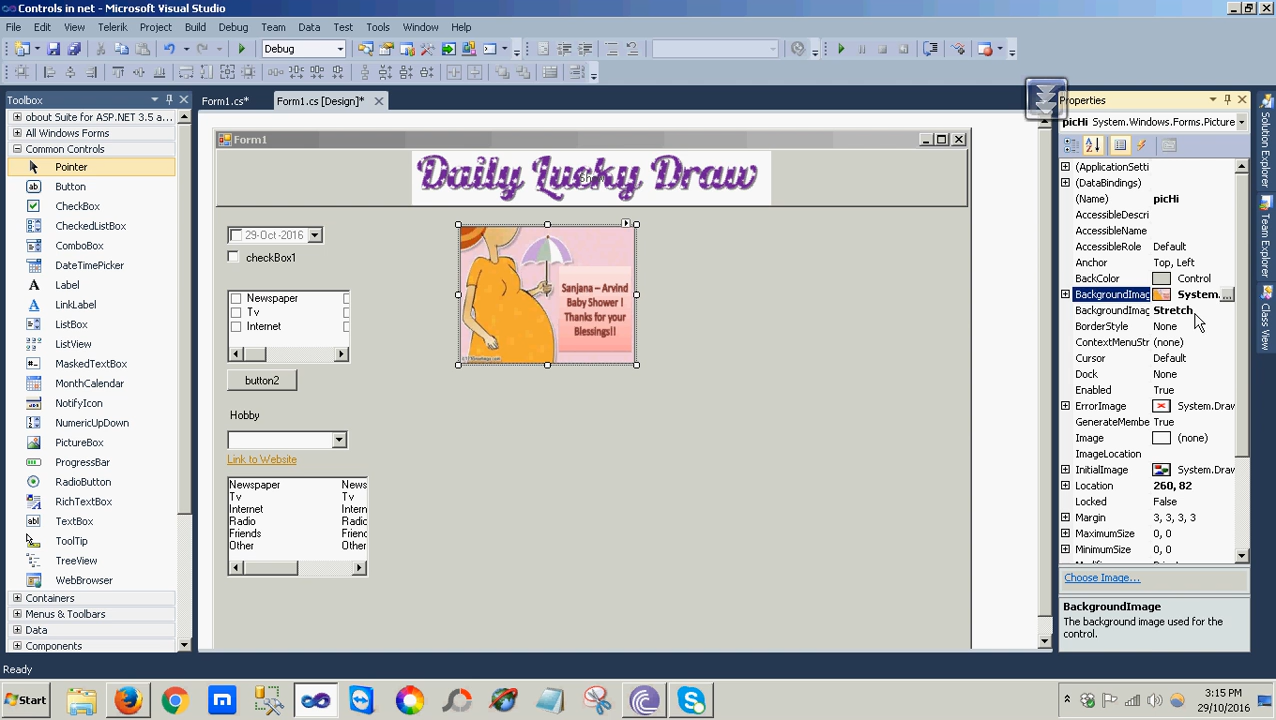 Controls in net - Microsoft Visual Studio
File Edit View Telerik Project Build Debug Team Data Test Tools Window Help
Debug
Toolbox
Form1.cs* Form1.cs [Design]*
Properties
obout Suite for ASP.NET 3.5 a...
All Windows Forms
Common Controls
Pointer
Button
CheckBox
CheckedListBox
ComboBox
DateTimePicker
Label
LinkLabel
ListBox
ListView
MaskedTextBox
MonthCalendar
NotifyIcon
NumericUpDown
PictureBox
ProgressBar
RadioButton
RichTextBox
TextBox
ToolTip
TreeView
WebBrowser
Containers
Menus & Toolbars
Data
Components
Form1
Daily Lucky Draw
29-Oct-2016
checkBox1
Newspaper
Tv
Internet
button2
Hobby
Link to Website
Newspaper News
Tv Tv
Internet Intern
Radio Radic
Friends Frien
Other Other
Sanjana – Arvind
Baby Shower !
Thanks for your
Blessings!!
picHi System.Windows.Forms.Picture
(ApplicationSetti
(DataBindings)
(Name) picHi
AccessibleDescri
AccessibleName
AccessibleRole Default
Anchor Top, Left
BackColor Control
BackgroundImag System. ...
BackgroundImag Stretch
BorderStyle None
ContextMenuStr (none)
Cursor Default
Dock None
Enabled True
ErrorImage System.Draw
GenerateMembe True
Image (none)
ImageLocation
InitialImage System.Draw
Location 260, 82
Locked False
Margin 3, 3, 3, 3
MaximumSize 0, 0
MinimumSize 0, 0
Choose Image...
BackgroundImage
The background image used for the
control.
Solution Explorer
Team Explorer
Class View
Ready
Start
3:15 PM
29/10/2016